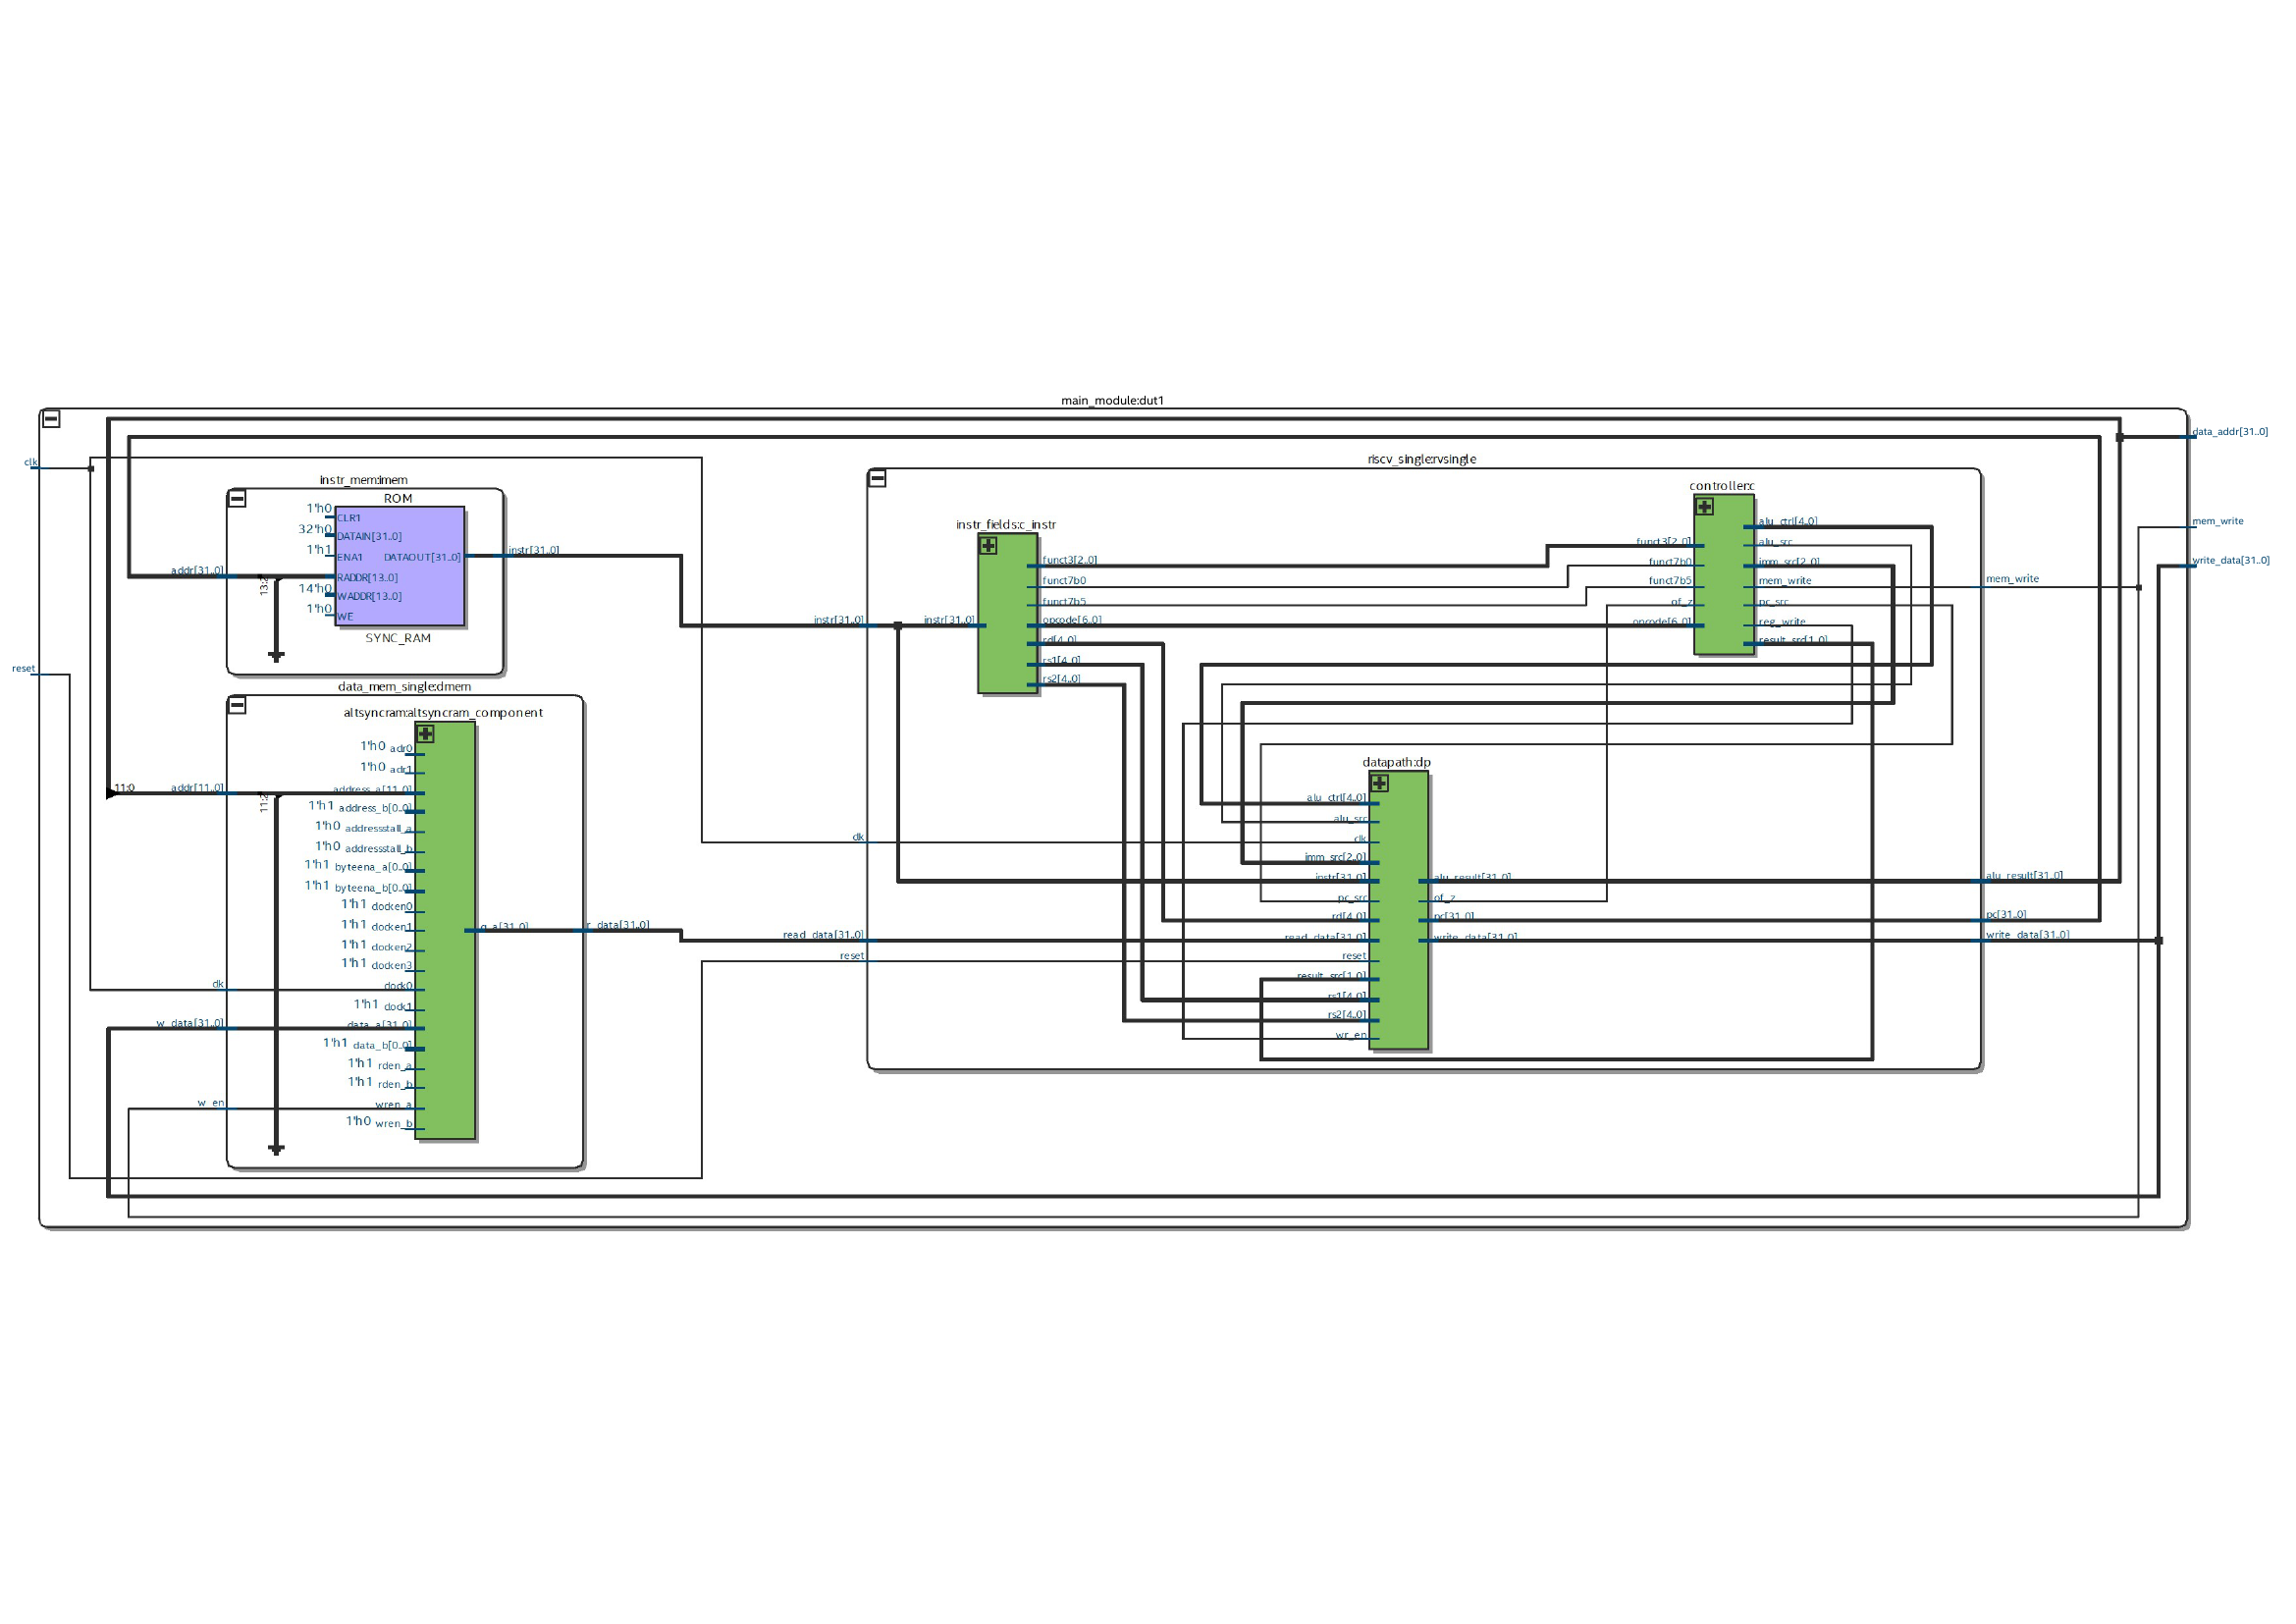 main_module:dut1
data_addr[31..0]
clk
riscv_single:rvsingle
instr_mem:imem
ROM
controller:c
1'h0
CLR1
32'h0
DATAIN[31..0]
1'h1
ENA1
DATAOUT[31..0]
instr[31..0]
addr[31..0]
13:2
RADDR[13..0]
14'h0
WADDR[13..0]
1'h0
WE
SYNC_RAM
instr_fields:c_instr
instr[31..0]
instr[31..0]
funct3[2..0]
funct7b0
funct7b5
opcode[6..0]
rd[4..0]
rs1[4..0]
rs2[4..0]
funct3[2..0]
funct7b0
funct7b5
of_z
opcode[6..0]
alu_ctrl[4..0]
alu_src
imm_src[2..0]
mem_write
pc_src
reg_write
result_src[1..0]
mem_write
mem_write
write_data[31..0]
reset
data_mem_single:dmem
altsyncram:altsyncram_component
1'h0 adr0
1'h0 adr1
11:0
addr[11..0]
11:2
address_a[11..0]
1'h1 address_b[0..0]
1'h0 addressstall_a
1'h0 addressstall_b
1'h1 byteena_a[0..0]
1'h1 byteena_b[0..0]
1'h1 clocken0
1'h1 clocken1
1'h1 clocken2
1'h1 clocken3
clk
clock0
1'h1 clock1
w_data[31..0]
data_a[31..0]
1'h1 data_b[0..0]
1'h1 rden_a
1'h1 rden_b
w_en
wren_a
1'h0 wren_b
q_a[31..0]
r_data[31..0]
datapath:dp
clk
read_data[31..0]
reset
alu_ctrl[4..0]
alu_src
clk
imm_src[2..0]
instr[31..0]
pc_src
rd[4..0]
read_data[31..0]
reset
result_src[1..0]
rs1[4..0]
rs2[4..0]
wr_en
alu_result[31..0]
of_z
pc[31..0]
write_data[31..0]
alu_result[31..0]
pc[31..0]
write_data[31..0]